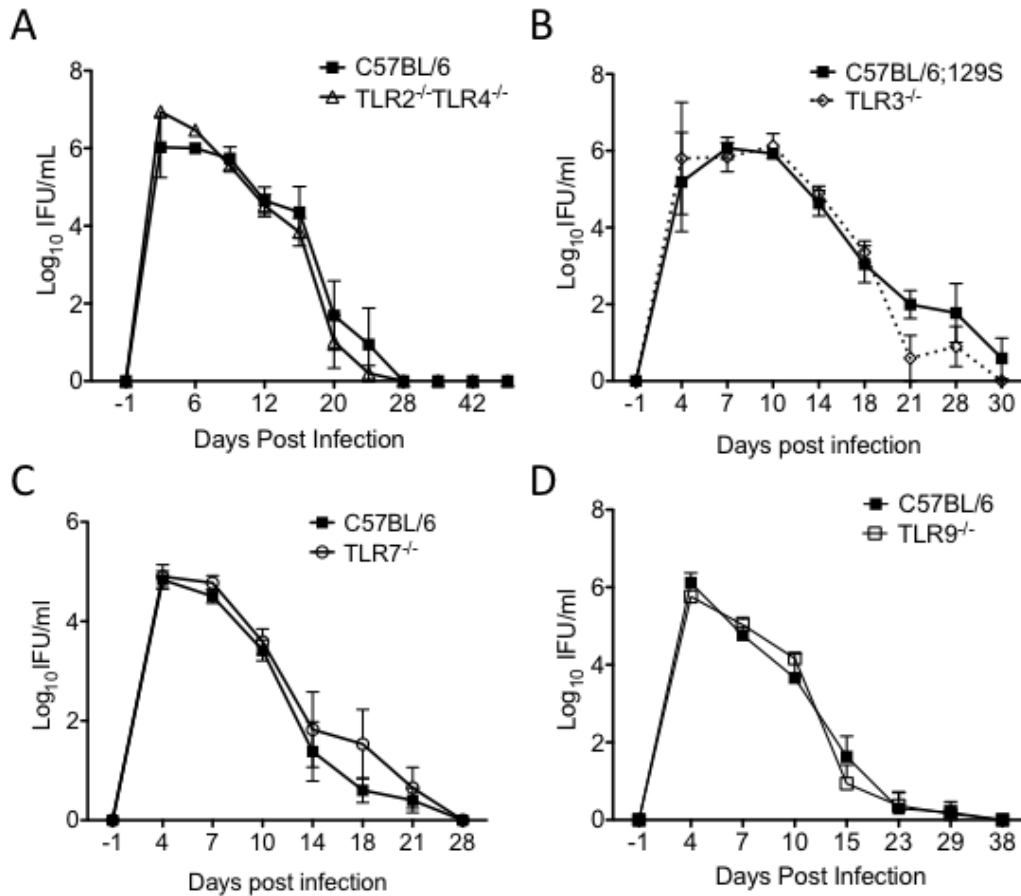 A
C57BL/6
TLR2-/-TLR4-/-
8
6
4
2
0
Log10 IFU/mL
-1 6 12 20 28 42
Days Post Infection
B
C57BL/6;129S
TLR3-/-
8
6
4
2
0
Log10 IFU/ml
-1 4 7 10 14 18 21 28 30
Days post infection
C
C57BL/6
TLR7-/-
6
4
2
0
Log10 IFU/ml
-1 4 7 10 14 18 21 28
Days post infection
D
C57BL/6
TLR9-/-
8
6
4
2
0
Log10 IFU/ml
-1 4 7 10 15 23 29 38
Days Post Infection